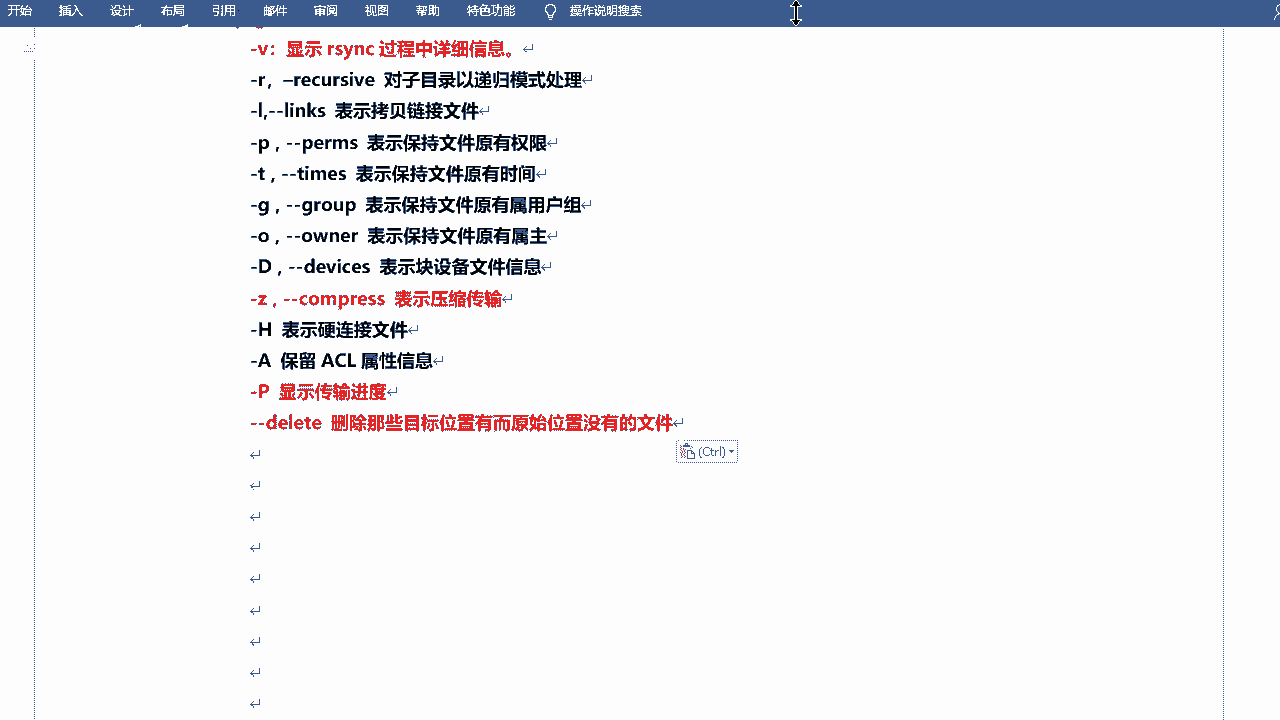 开始 插入 设计 布局 引用 邮件 审阅 视图 帮助 特色功能 操作说明搜索
-v：显示 rsync 过程中详细信息。
-r，–recursive 对子目录以递归模式处理
-l,--links 表示拷贝链接文件
-p , --perms 表示保持文件原有权限
-t , --times 表示保持文件原有时间
-g , --group 表示保持文件原有属用户组
-o , --owner 表示保持文件原有属主
-D , --devices 表示块设备文件信息
-z , --compress 表示压缩传输
-H 表示硬连接文件
-A 保留 ACL 属性信息
-P 显示传输进度
--delete 删除那些目标位置有而原始位置没有的文件
(Ctrl)